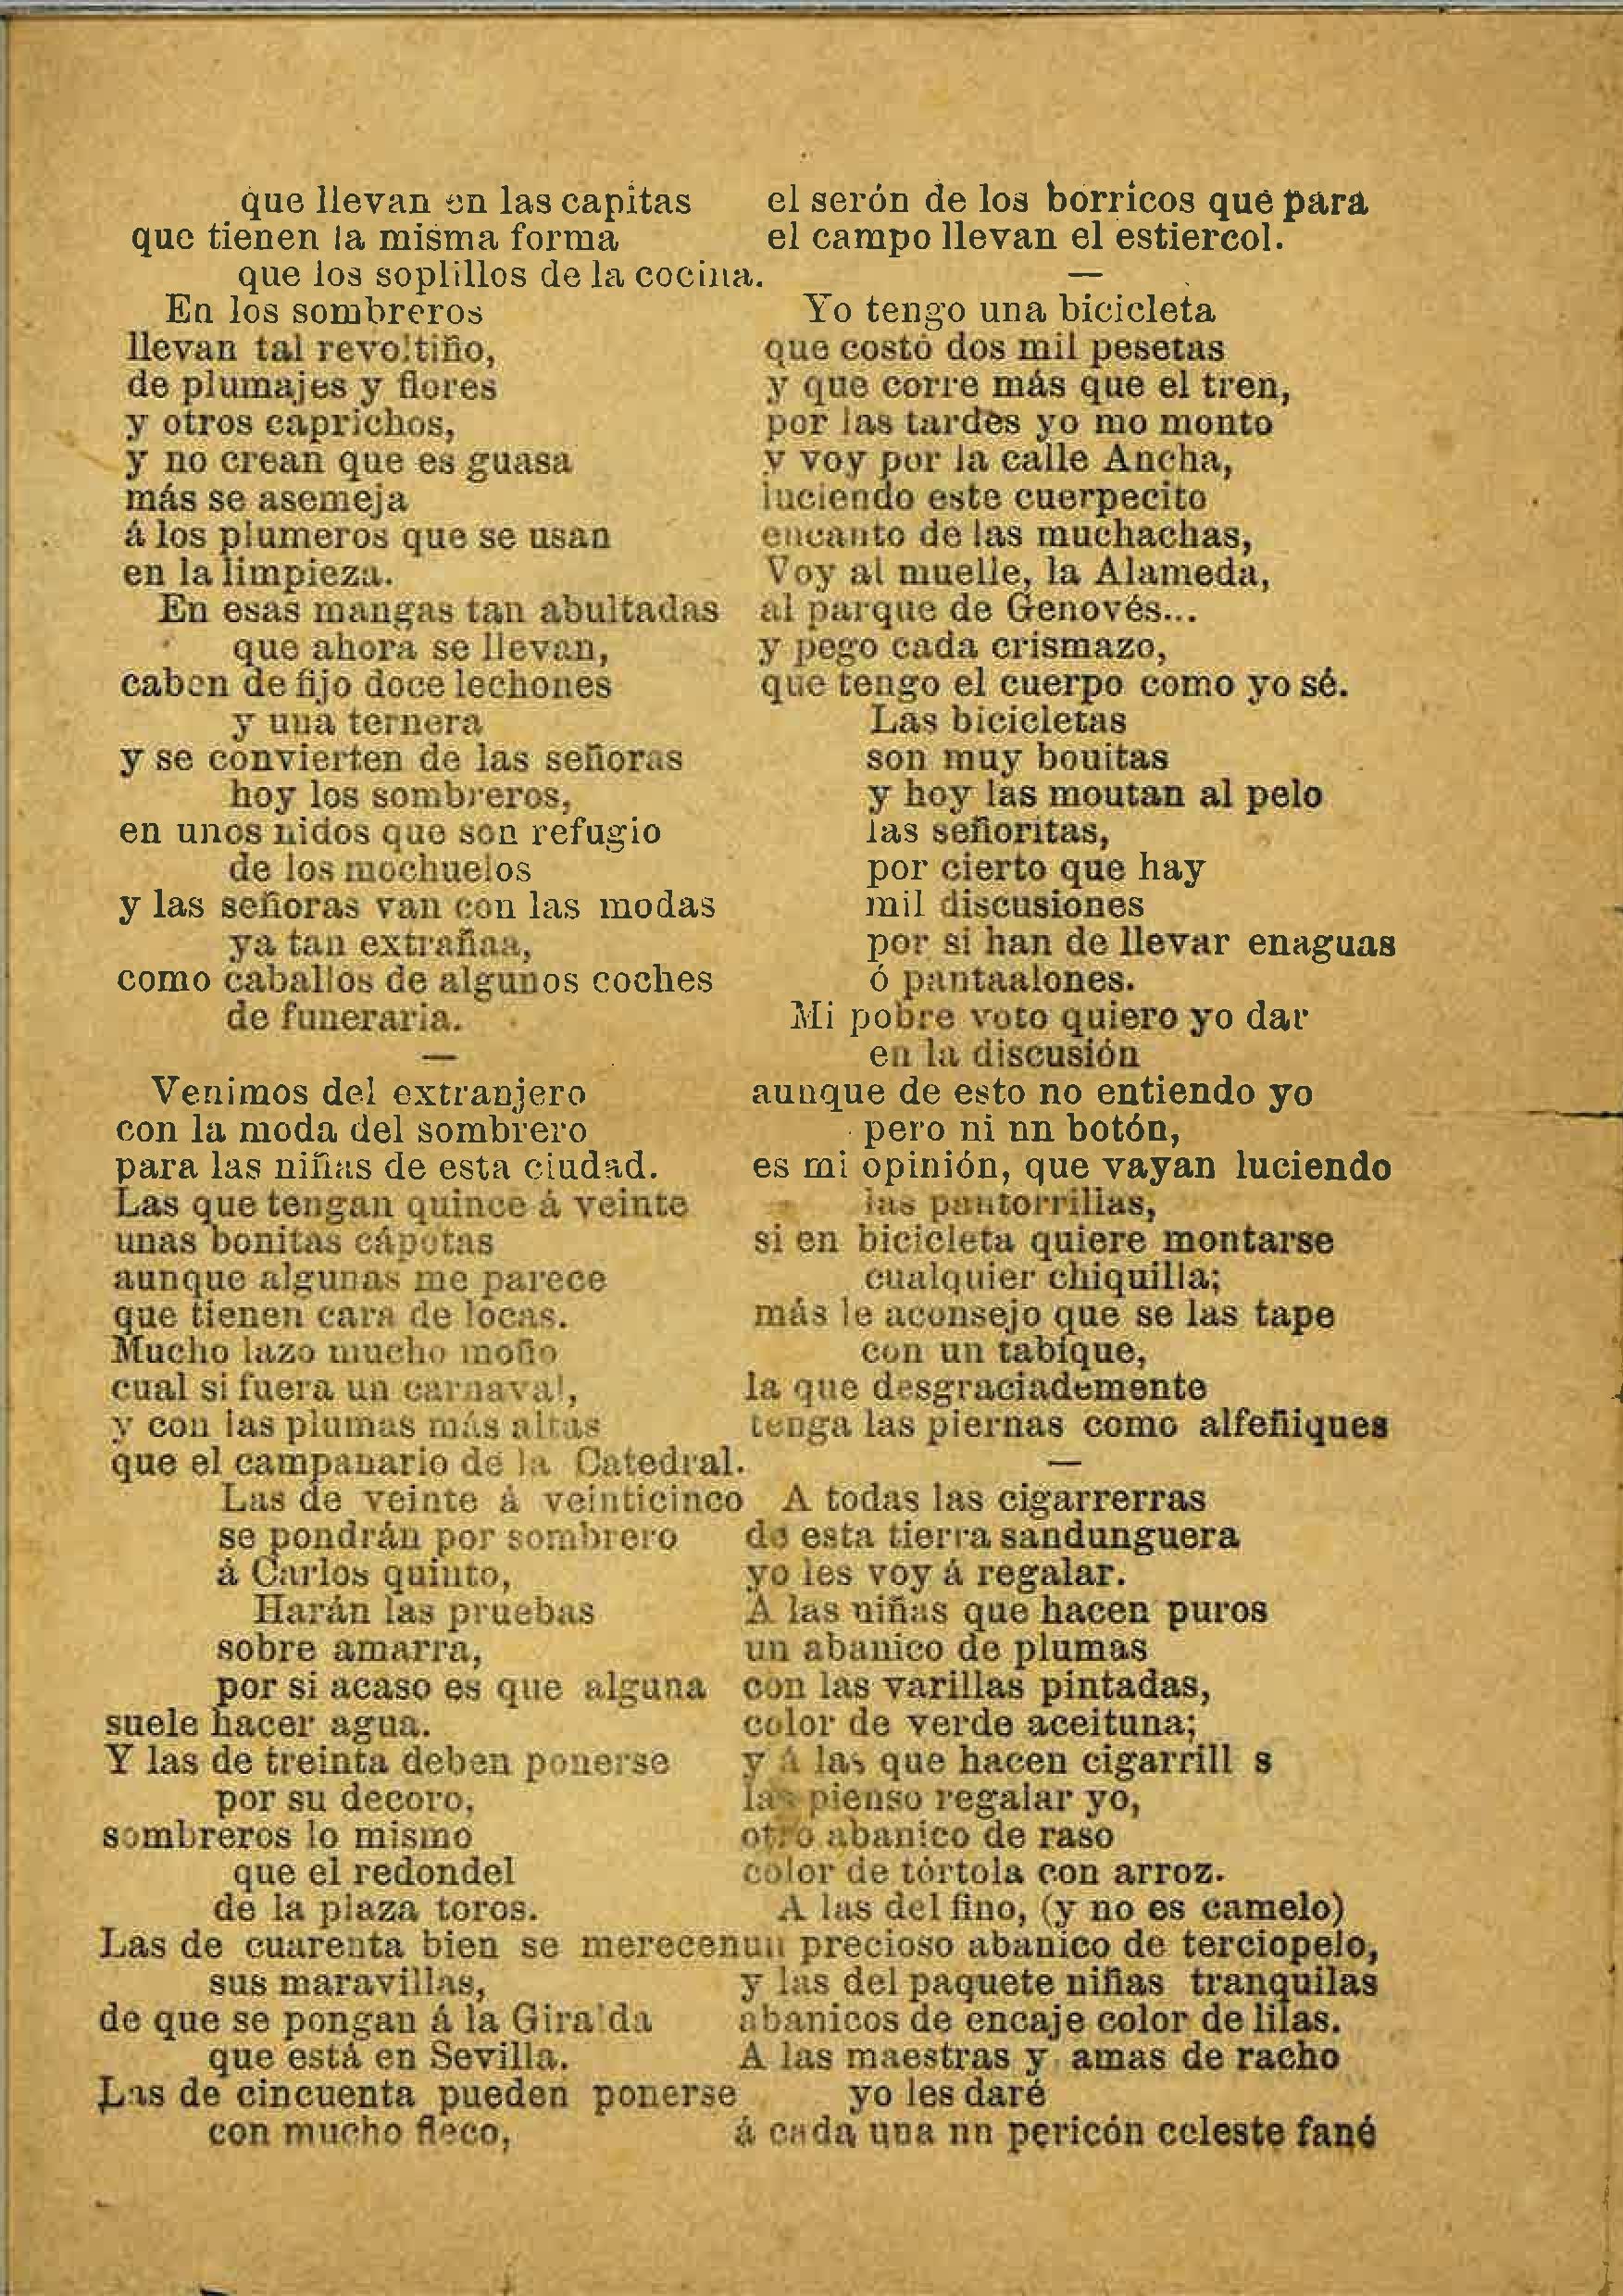 que llevan en las capitas
que tienen la misma forma
que los soplillos de la cocina.
En los sombreros
llevan tal revoltiño,
de plumajes y flores
y otros caprichos,
y no crean que es guasa
más se asemeja
á los plumeros que se usan
en la limpieza.
En esas mangas tan abultadas
que ahora se llevan,
caben de fijo doce lechones
y una ternera
y se convierten de las señoras
hoy los sombreros,
en unos nidos que son refugio
de los mochuelos
y las señoras van con las modas
ya tan extrañaa,
como caballos de algunos coches
de funeraria.
—
Venimos del extranjero
con la moda del sombrero
para las niñas de esta ciudad.
Las que tengan quince á veinte
unas bonitas cápotas
aunque algunas me parece
que tienen cara de locas.
Mucho lazo mucho moño
cual si fuera un carnaval,
y con las plumas más altas
que el campanario de la Catedral.
Las de veinte á veinticinco
se pondrán por sombrero
á Carlos quinto,
Harán las pruebas
sobre amarra,
por si acaso es que alguna
suele hacer agua.
Y las de treinta deben ponerse
por su decoro,
sombreros lo mismo
que el redondel
de la plaza toros.
Las de cuarenta bien se merecen
sus maravillas,
de que se pongan á la Giralda
que está en Sevilla.
Las de cincuenta pueden ponerse
con mucho fleco,
el serón de los borricos que para
el campo llevan el estiercol.
—
Yo tengo una bicicleta
que costó dos mil pesetas
y que corre más que el tren,
por las tardes yo mo monto
y voy por la calle Ancha,
luciendo este cuerpecito
encanto de las muchachas,
Voy al muelle, la Alameda,
al parque de Genovés...
y pego cada crismazo,
que tengo el cuerpo como yo sé.
Las bicicletas
son muy bouitas
y hoy las moutan al pelo
las señoritas,
por cierto que hay
mil discusiones
por si han de llevar enaguas
ó pantaalones.
Mi pobre voto quiero yo dar
en la discusión
aunque de esto no entiendo yo
pero ni nn botón,
es mi opinión, que vayan luciendo
las pantorrillas,
si en bicicleta quiere montarse
cualquier chiquilla;
más le aconsejo que se las tape
con un tabique,
la que desgraciademente
tenga las piernas como alfeñiques
—
A todas las cigarrerras
de esta tierra sandunguera
yo les voy á regalar.
A las niñas que hacen puros
un abanico de plumas
con las varillas pintadas,
color de verde aceituna;
y á las que hacen cigarrill s
las pienso regalar yo,
otro abanico de raso
color de tórtola con arroz.
A las del fino, (y no es camelo)
un precioso abanico de terciopelo,
y las del paquete niñas tranquilas
abanicos de encaje color de lilas.
A las maestras y amas de racho
yo les daré
á cada una nn pericón celeste fané